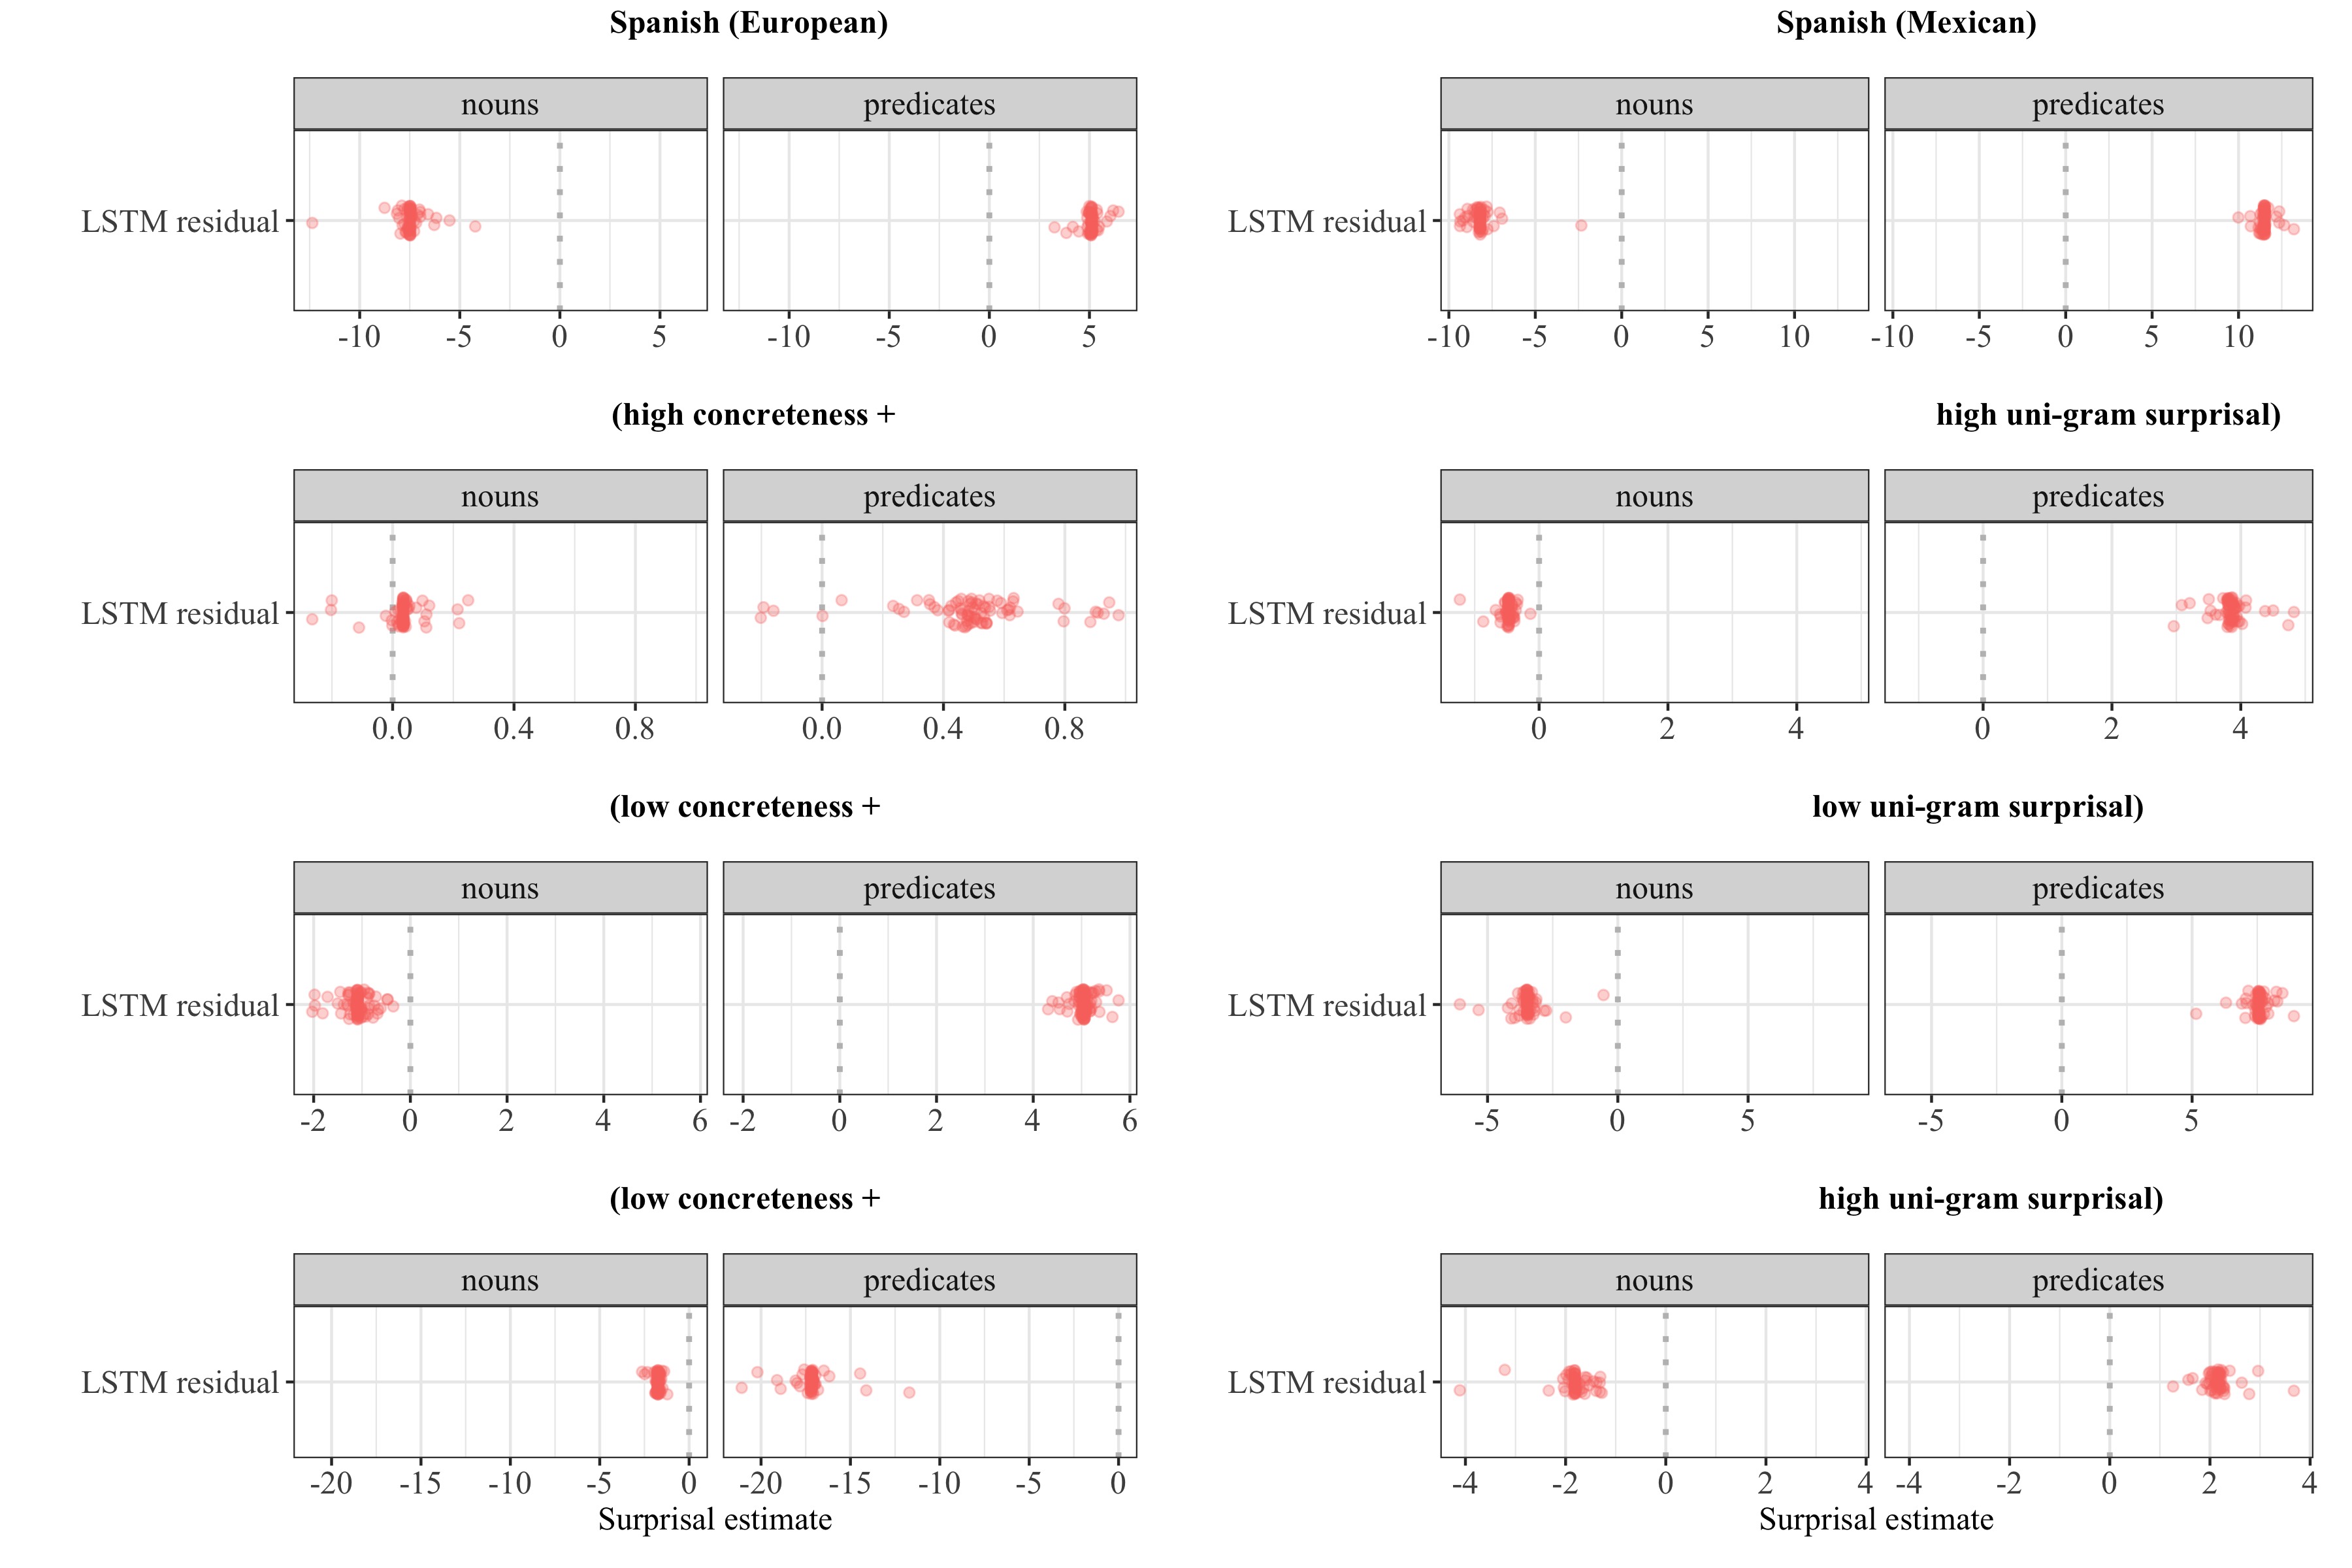 Spanish (European) Spanish (Mexican)
nouns predicates nouns predicates
LSTM residual LSTM residual
-10 -5 0 5 -10 -5 0 5 -10 -5 0 5 10 -10 -5 0 5 10
(high concreteness + high uni-gram surprisal)
nouns predicates nouns predicates
LSTM residual LSTM residual
0.0 0.4 0.8 0.0 0.4 0.8 0 2 4 0 2 4
(low concreteness + low uni-gram surprisal)
nouns predicates nouns predicates
LSTM residual LSTM residual
-2 0 2 4 6 -2 0 2 4 6 -5 0 5 -5 0 5
(low concreteness + high uni-gram surprisal)
nouns predicates nouns predicates
LSTM residual LSTM residual
-20 -15 -10 -5 0 -20 -15 -10 -5 0 -4 -2 0 2 4 -4 -2 0 2 4
Surprisal estimate Surprisal estimate